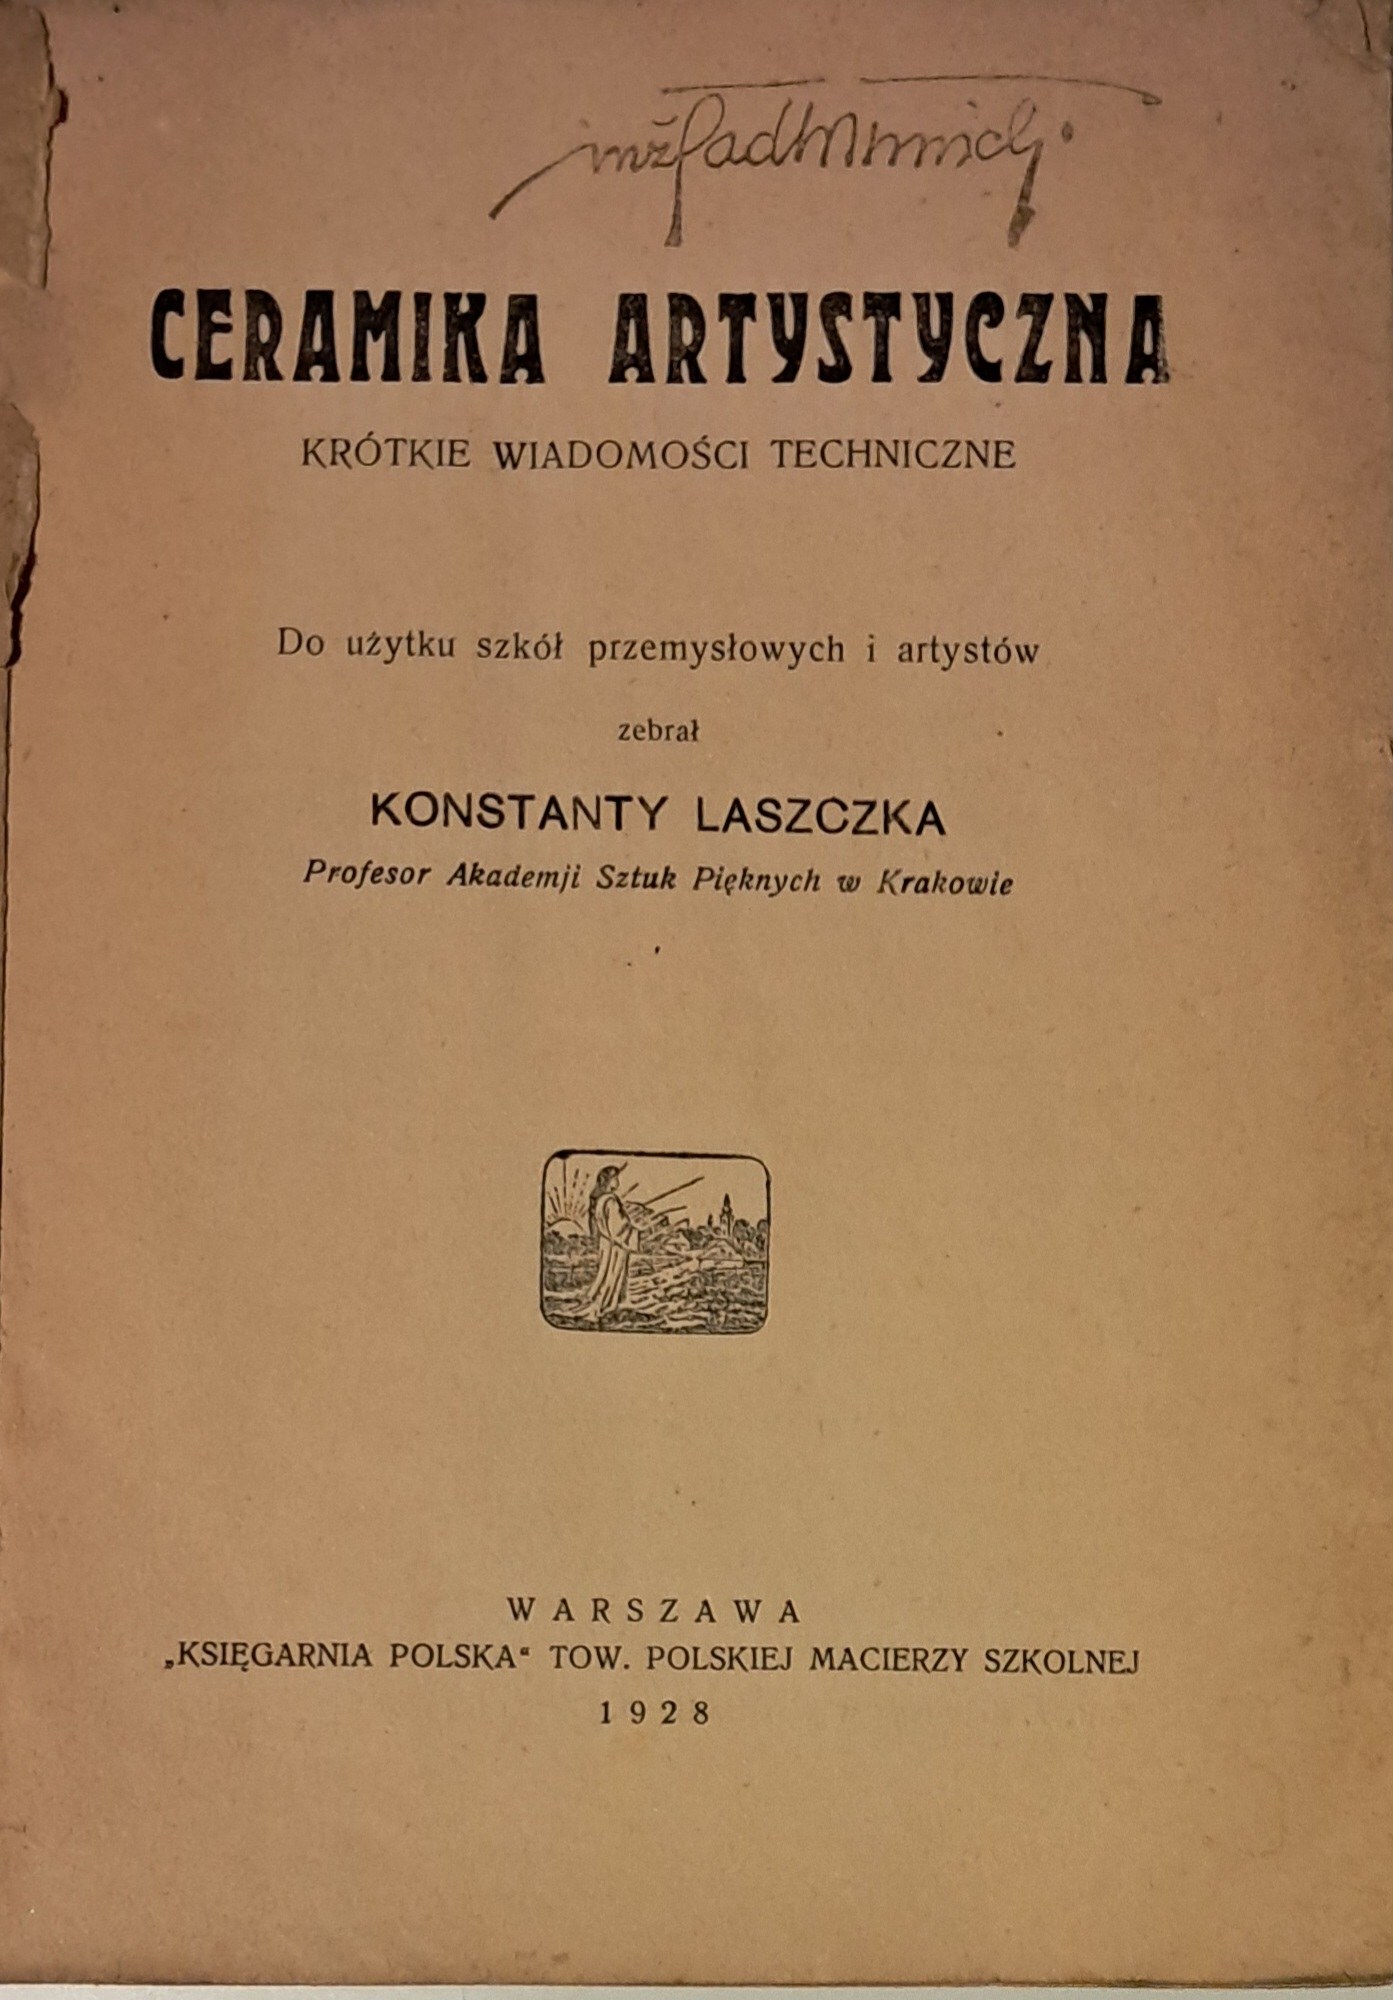 CERAMIKA ARTYSTYCZNA
KRÓTKIE WIADOMOŚCI TECHNICZNE
Do użytku szkół przemysłowych i artystów
zebrał
KONSTANTY LASZCZKA
Profesor Akademji Sztuk Pięknych w Krakowie
WARSZAWA
„KSIĘGARNIA POLSKA“ TOW. POLSKIEJ MACIERZY SZKOLNEJ
1928